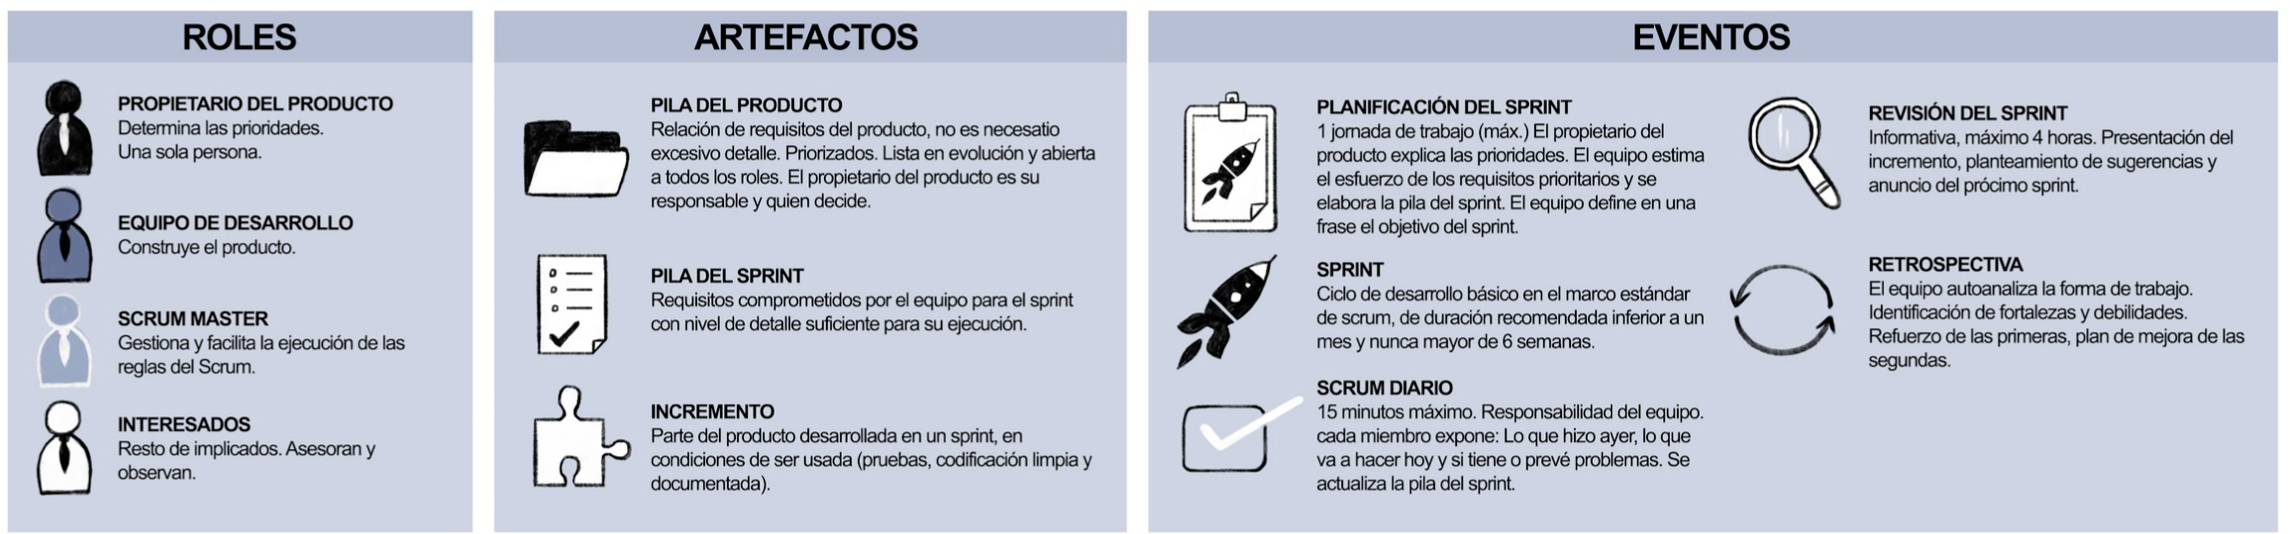 ROLES
PROPIETARIO DEL PRODUCTO
Determina las prioridades.
Una sola persona.
EQUIPO DE DESARROLLO
Construye el producto.
SCRUM MASTER
Gestiona y facilita la ejecución de las
reglas del Scrum.
INTERESADOS
Resto de implicados. Asesoran y
observan.
ARTEFACTOS
PILA DEL PRODUCTO
Relación de requisitos del producto, no es necesatio
excesivo detalle. Priorizados. Lista en evolución y abierta
a todos los roles. El propietario del producto es su
responsable y quien decide.
PILA DEL SPRINT
Requisitos comprometidos por el equipo para el sprint
con nivel de detalle suficiente para su ejecución.
INCREMENTO
Parte del producto desarrollada en un sprint, en
condiciones de ser usada (pruebas, codificación limpia y
documentada).
EVENTOS
PLANIFICACIÓN DEL SPRINT
1 jornada de trabajo (máx.) El propietario del
producto explica las prioridades. El equipo estima
el esfuerzo de los requisitos prioritarios y se
elabora la pila del sprint. El equipo define en una
frase el objetivo del sprint.
SPRINT
Ciclo de desarrollo básico en el marco estándar
de scrum, de duración recomendada inferior a un
mes y nunca mayor de 6 semanas.
SCRUM DIARIO
15 minutos máximo. Responsabilidad del equipo.
cada miembro expone: Lo que hizo ayer, lo que
va a hacer hoy y si tiene o prevé problemas. Se
actualiza la pila del sprint.
REVISIÓN DEL SPRINT
Informativa, máximo 4 horas. Presentación del
incremento, planteamiento de sugerencias y
anuncio del prócimo sprint.
RETROSPECTIVA
El equipo autoanaliza la forma de trabajo.
Identificación de fortalezas y debilidades.
Refuerzo de las primeras, plan de mejora de las
segundas.